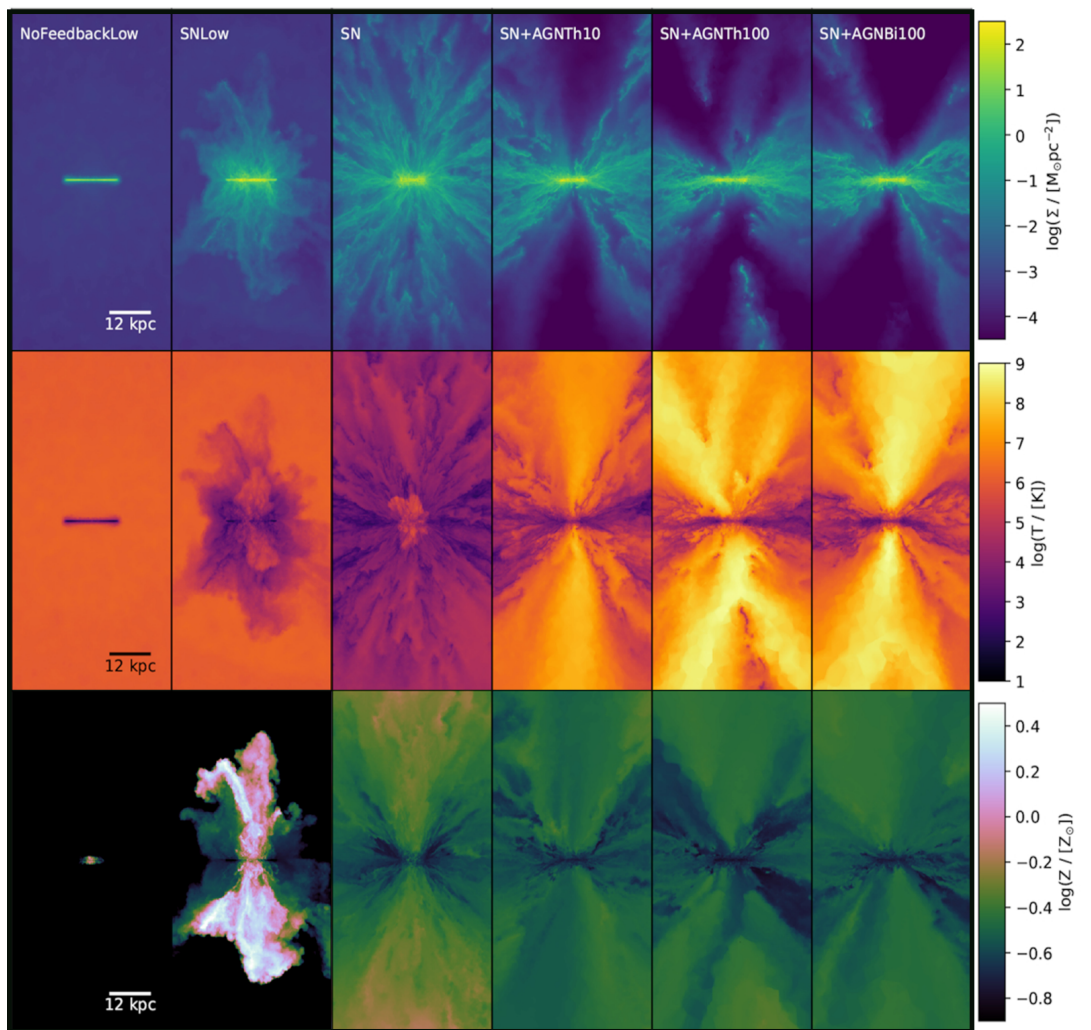 NoFeedbackLow
SNLow
SN
SN+AGNTh10
SN+AGNTh100
SN+AGNBi100
12 kpc
2
1
0
−1
−2
−3
−4
log(Σ / [M⊙pc⁻²])
12 kpc
9
8
7
6
5
4
3
2
1
log(T / [K])
12 kpc
0.4
0.2
0.0
−0.2
−0.4
−0.6
−0.8
log(Z / [Z⊙])